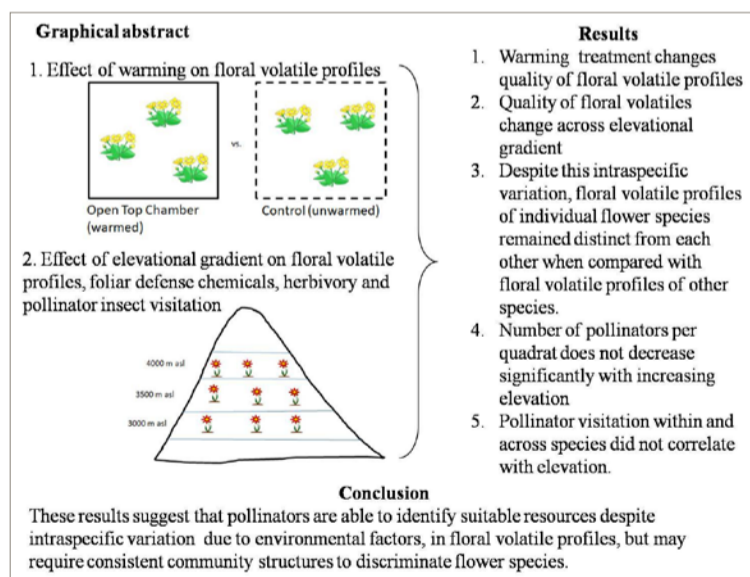 Graphical abstract
1. Effect of warming on floral volatile profiles
vs.
Open Top Chamber
(warmed)
Control (unwarmed)
2. Effect of elevational gradient on floral volatile
profiles, foliar defense chemicals, herbivory and
pollinator insect visitation
4000 m asl
3500 m asl
3000 m asl
Results
1. Warming treatment changes
quality of floral volatile profiles
2. Quality of floral volatiles
change across elevational
gradient
3. Despite this intraspecific
variation, floral volatile profiles
of individual flower species
remained distinct from each
other when compared with
floral volatile profiles of other
species.
4. Number of pollinators per
quadrat does not decrease
significantly with increasing
elevation
5. Pollinator visitation within and
across species did not correlate
with elevation.
Conclusion
These results suggest that pollinators are able to identify suitable resources despite
intraspecific variation due to environmental factors, in floral volatile profiles, but may
require consistent community structures to discriminate flower species.